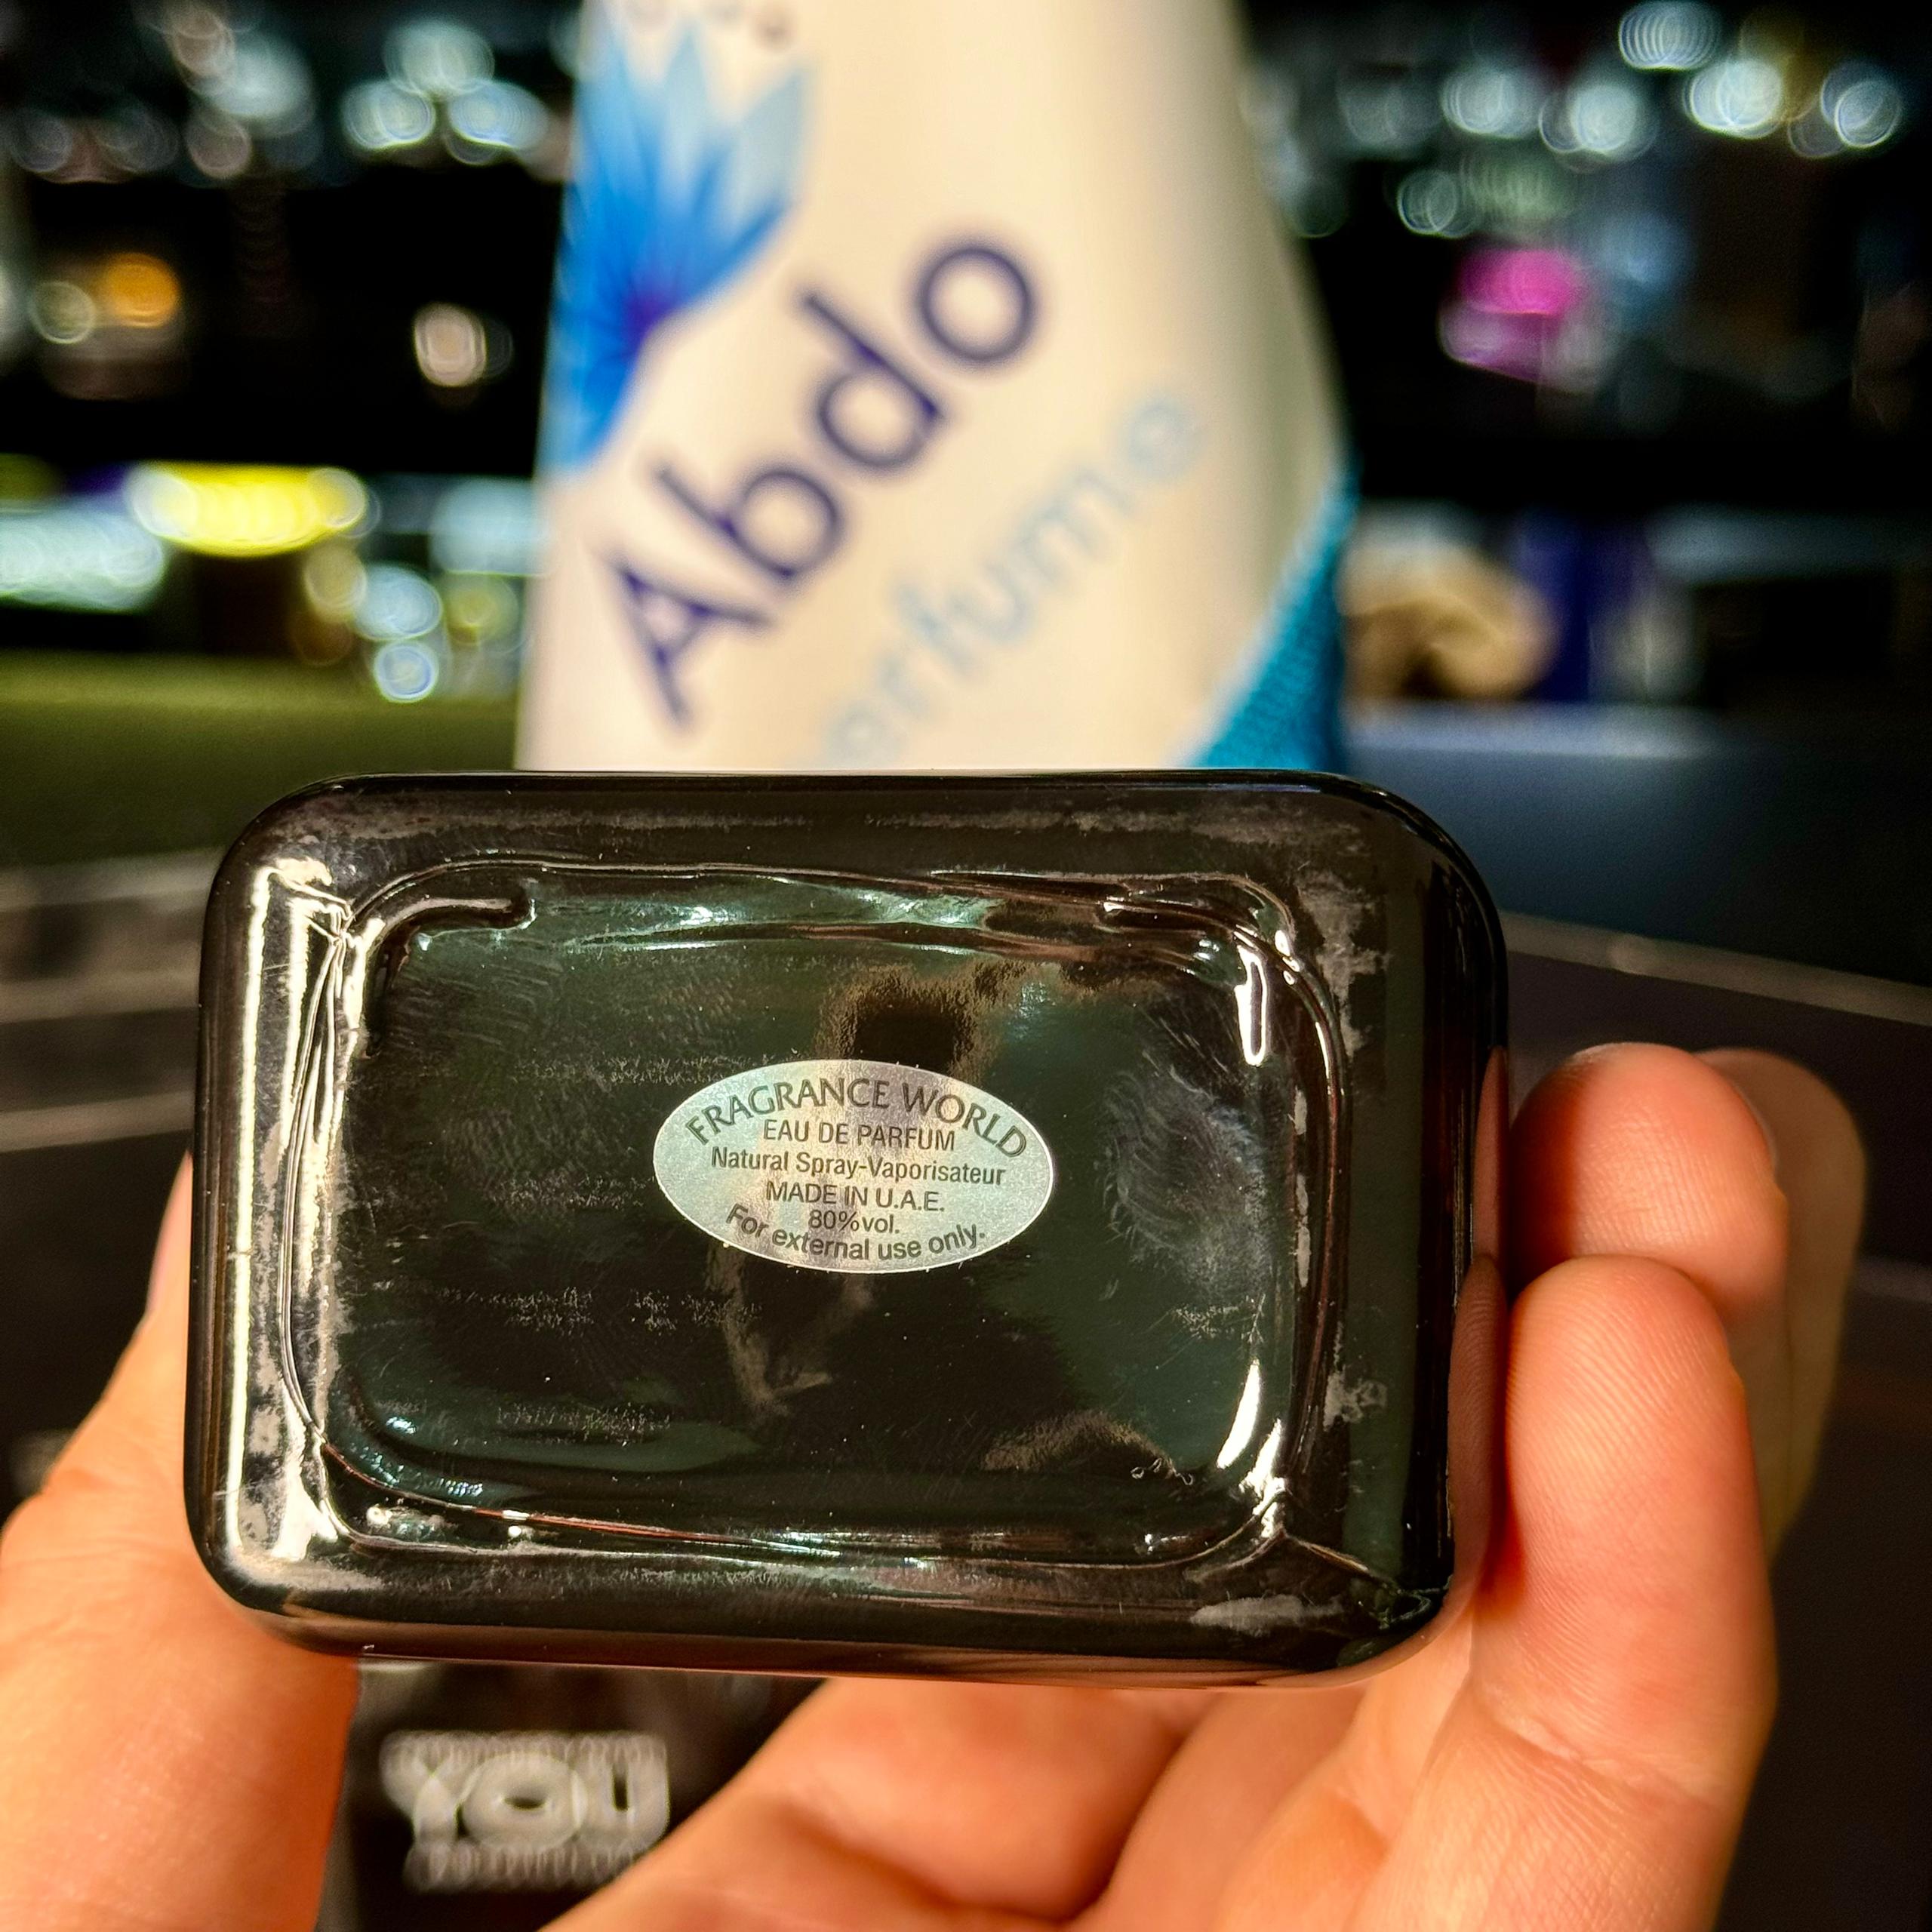 Abdo
FRAGRANCE WORLD
EAU DE PARFUM
Natural Spray-Vaporisateur
MADE IN U.A.E.
80%vol.
For external use only.
YOU